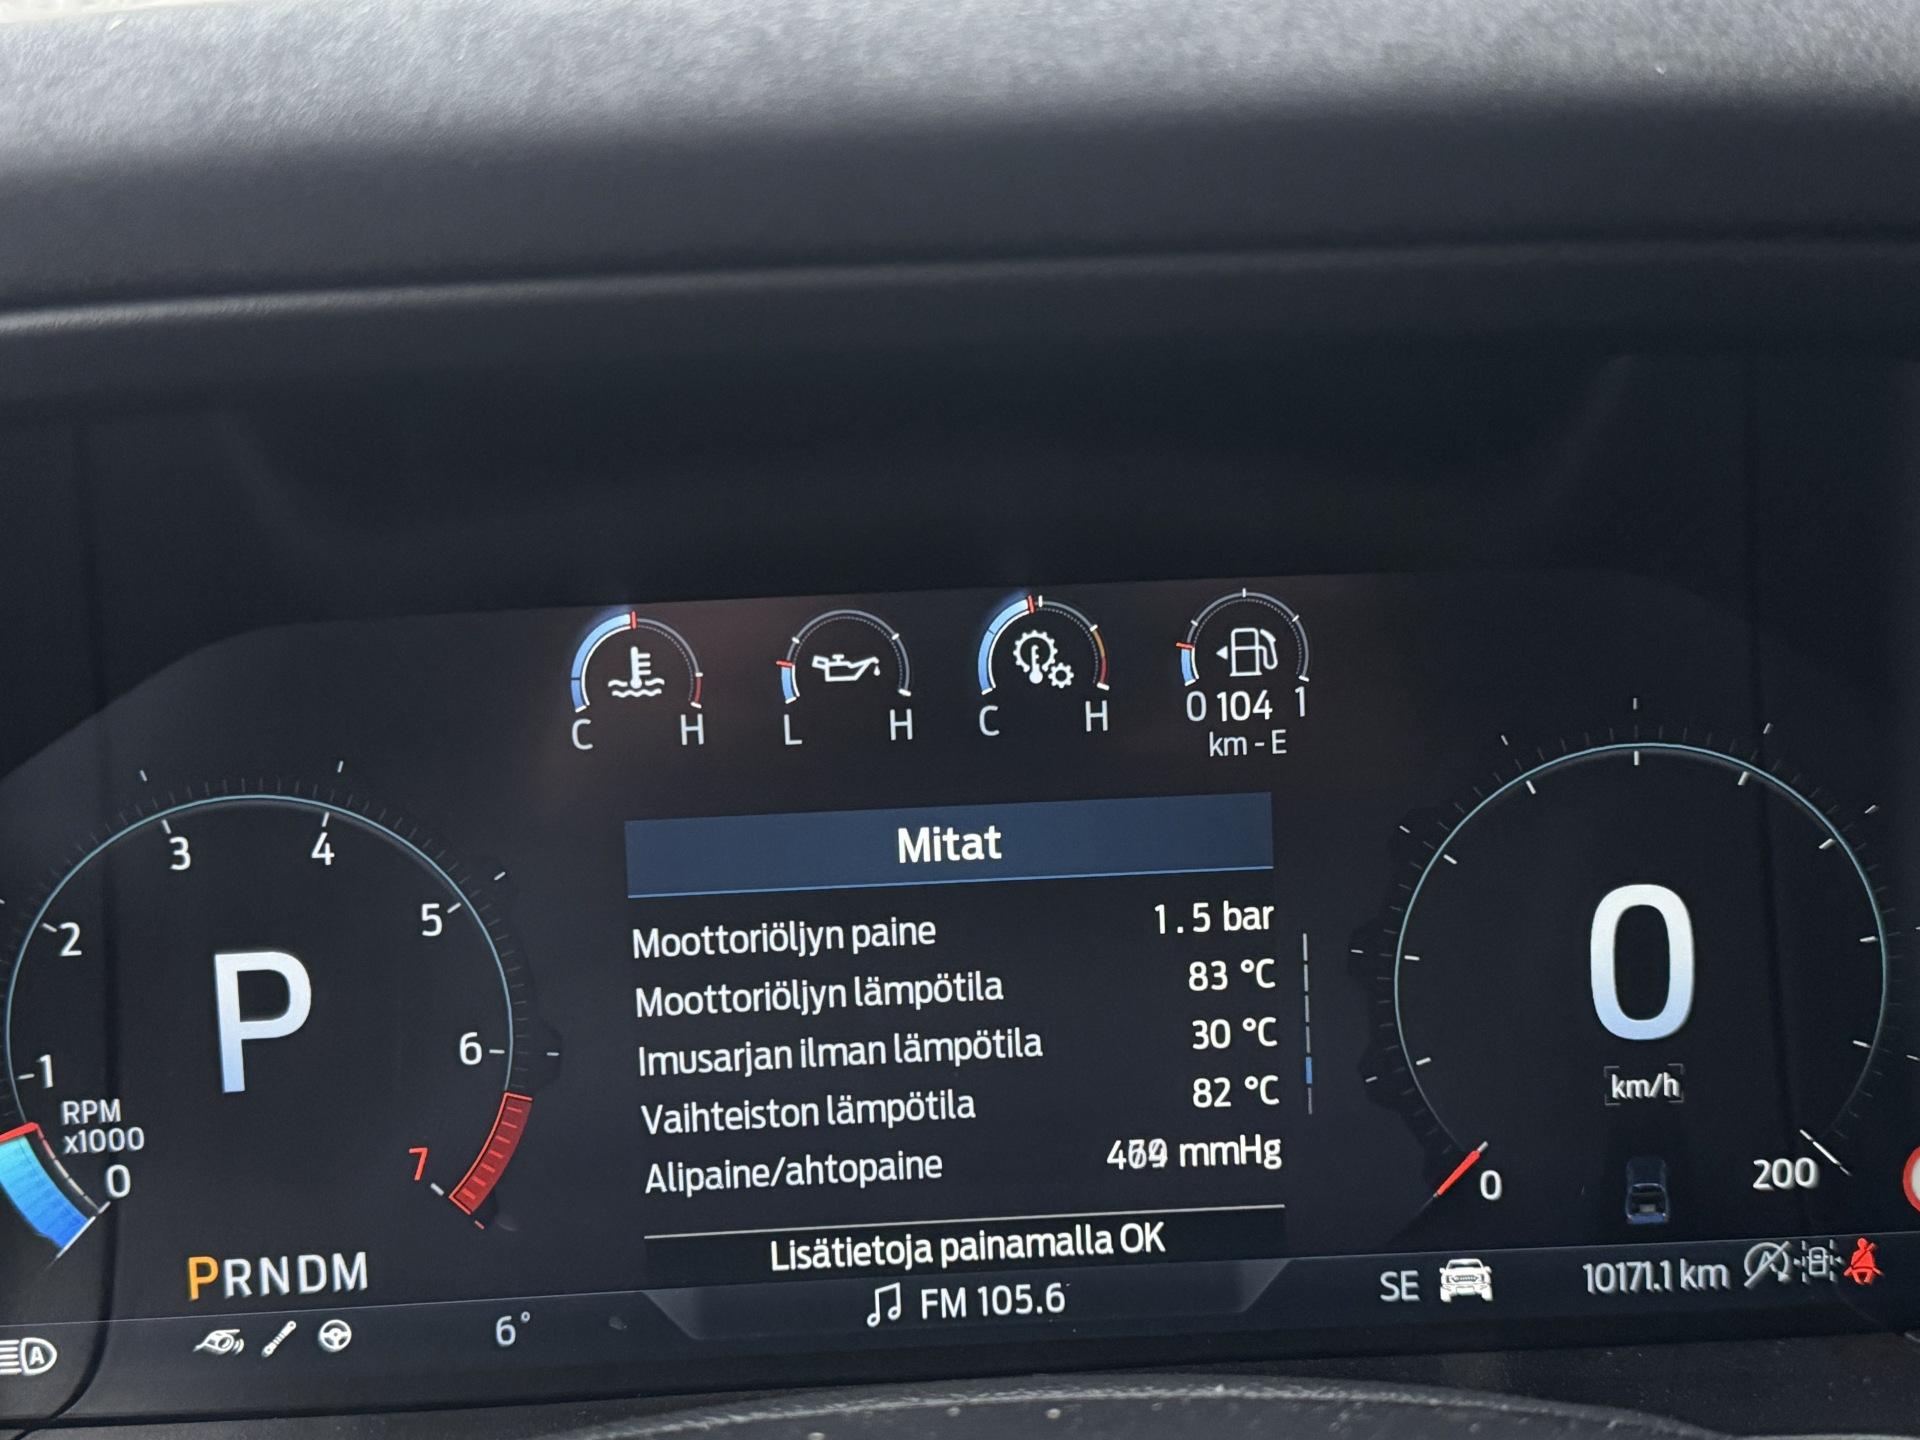 C H
L H
C H
0 104 1
km - E
Mitat
Moottoriöljyn paine 1.5 bar
Moottoriöljyn lämpötila 83 °C
Imusarjan ilman lämpötila 30 °C
Vaihteiston lämpötila 82 °C
Alipaine/ahtopaine mmHg
Lisätietoja painamalla OK
FM 105.6
0
1
2
3
4
5
6
7
RPM
x1000
P
PRNDM
6°
A
0
km/h
0
200
SE
10171.1 km
A